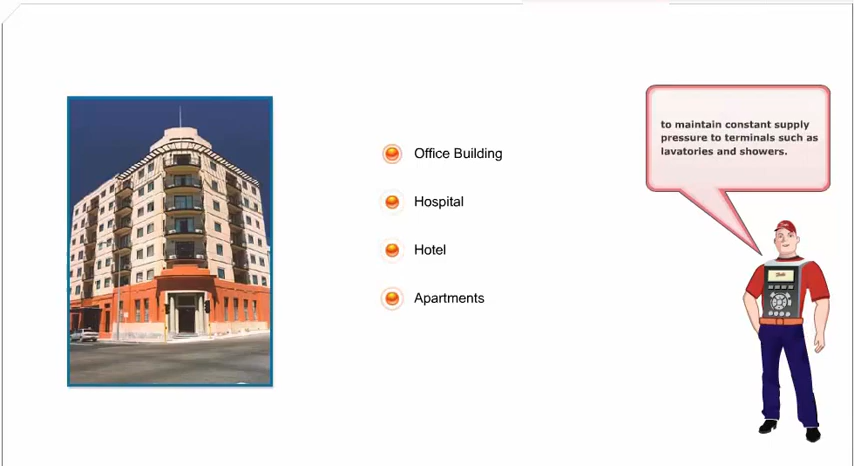 Office Building
Hospital
Hotel
Apartments
to maintain constant supply
pressure to terminals such as
lavatories and showers.